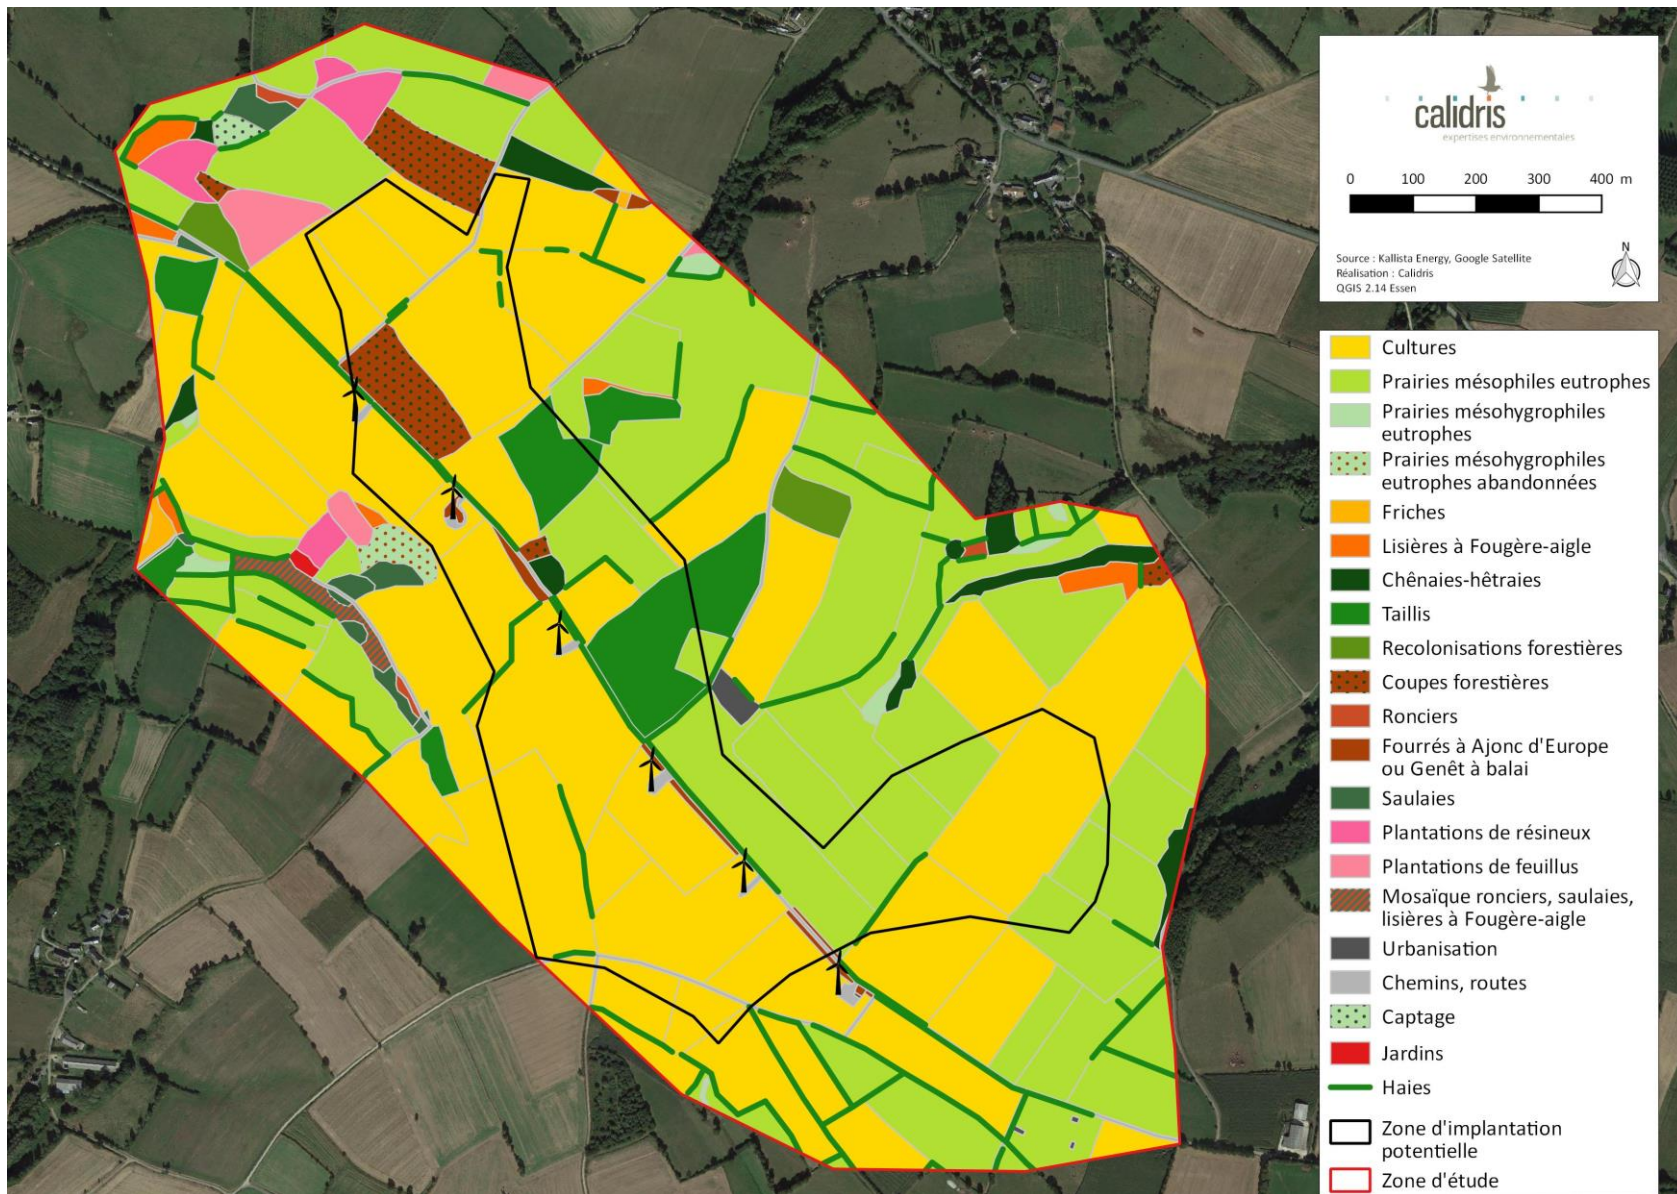 calidris
expertises environnementales
0 100 200 300 400 m
Source : Kallista Energy, Google Satellite
Réalisation : Calidris
QGIS 2.14 Essen
N
Cultures
Prairies mésophiles eutrophes
Prairies mésohygrophiles
eutrophes
Prairies mésohygrophiles
eutrophes abandonnées
Friches
Lisières à Fougère-aigle
Chênaies-hêtraies
Taillis
Recolonisations forestières
Coupes forestières
Ronciers
Fourrés à Ajonc d'Europe
ou Genêt à balai
Saulaies
Plantations de résineux
Plantations de feuillus
Mosaïque ronciers, saulaies,
lisières à Fougère-aigle
Urbanisation
Chemins, routes
Captage
Jardins
Haies
Zone d'implantation
potentielle
Zone d'étude